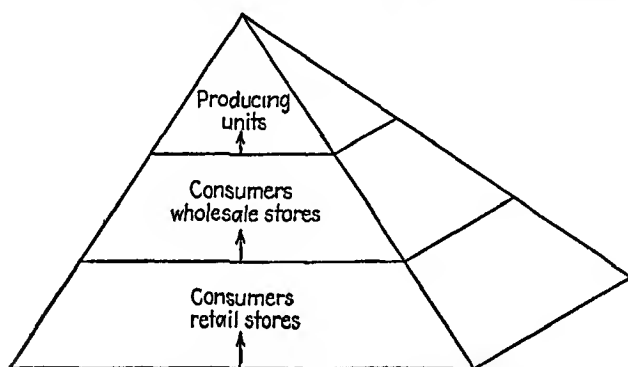 Producing
units
Consumers
wholesale stores
Consumers
retail stores